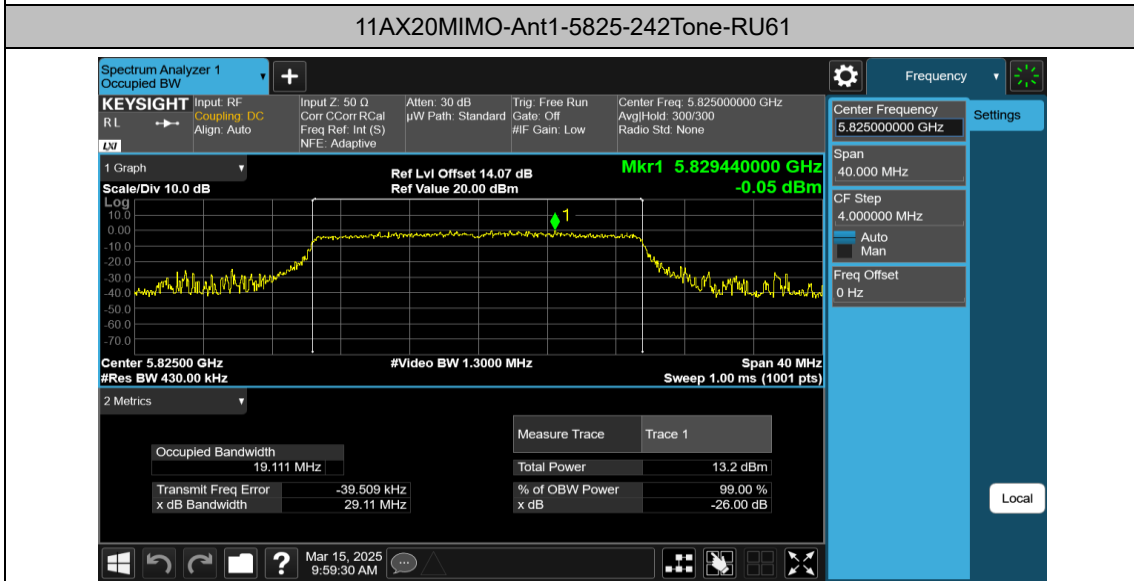 11AX20MIMO-Ant1-5825-242Tone-RU61
Spectrum Analyzer 1
Occupied BW
Frequency
KEYSIGHT
Input: RF
Coupling: DC
Align: Auto
R L
LXI
Input Z: 50 Ω
Corr CCorr RCal
Freq Ref: Int (S)
NFE: Adaptive
Atten: 30 dB
µW Path: Standard
Trig: Free Run
Gate: Off
#IF Gain: Low
Center Freq: 5.825000000 GHz
Avg|Hold: 300/300
Radio Std: None
Center Frequency
5.825000000 GHz
Settings
Span
40.000 MHz
CF Step
4.000000 MHz
Auto
Man
Freq Offset
0 Hz
1 Graph
Scale/Div 10.0 dB
Ref Lvl Offset 14.07 dB
Ref Value 20.00 dBm
Mkr1 5.829440000 GHz
-0.05 dBm
Log
10.0
0.00
-10.0
-20.0
-30.0
-40.0
-50.0
-60.0
-70.0
1
Center 5.82500 GHz
#Res BW 430.00 kHz
#Video BW 1.3000 MHz
Span 40 MHz
Sweep 1.00 ms (1001 pts)
2 Metrics
Measure Trace Trace 1
Occupied Bandwidth
19.111 MHz
Total Power 13.2 dBm
Transmit Freq Error -39.509 kHz
% of OBW Power 99.00 %
x dB Bandwidth 29.11 MHz
x dB -26.00 dB
Local
?
Mar 15, 2025
9:59:30 AM